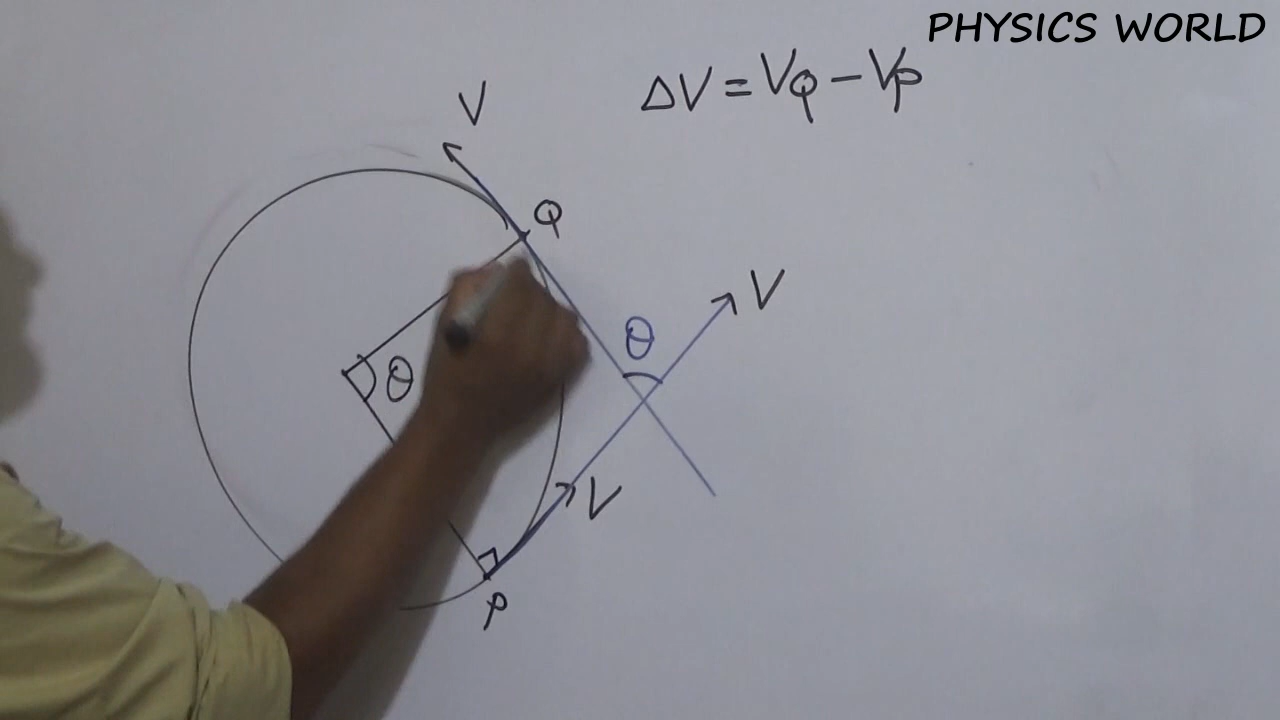 PHYSICS WORLD
ΔV = VQ - VP
V
Q
V
θ
θ
V
P